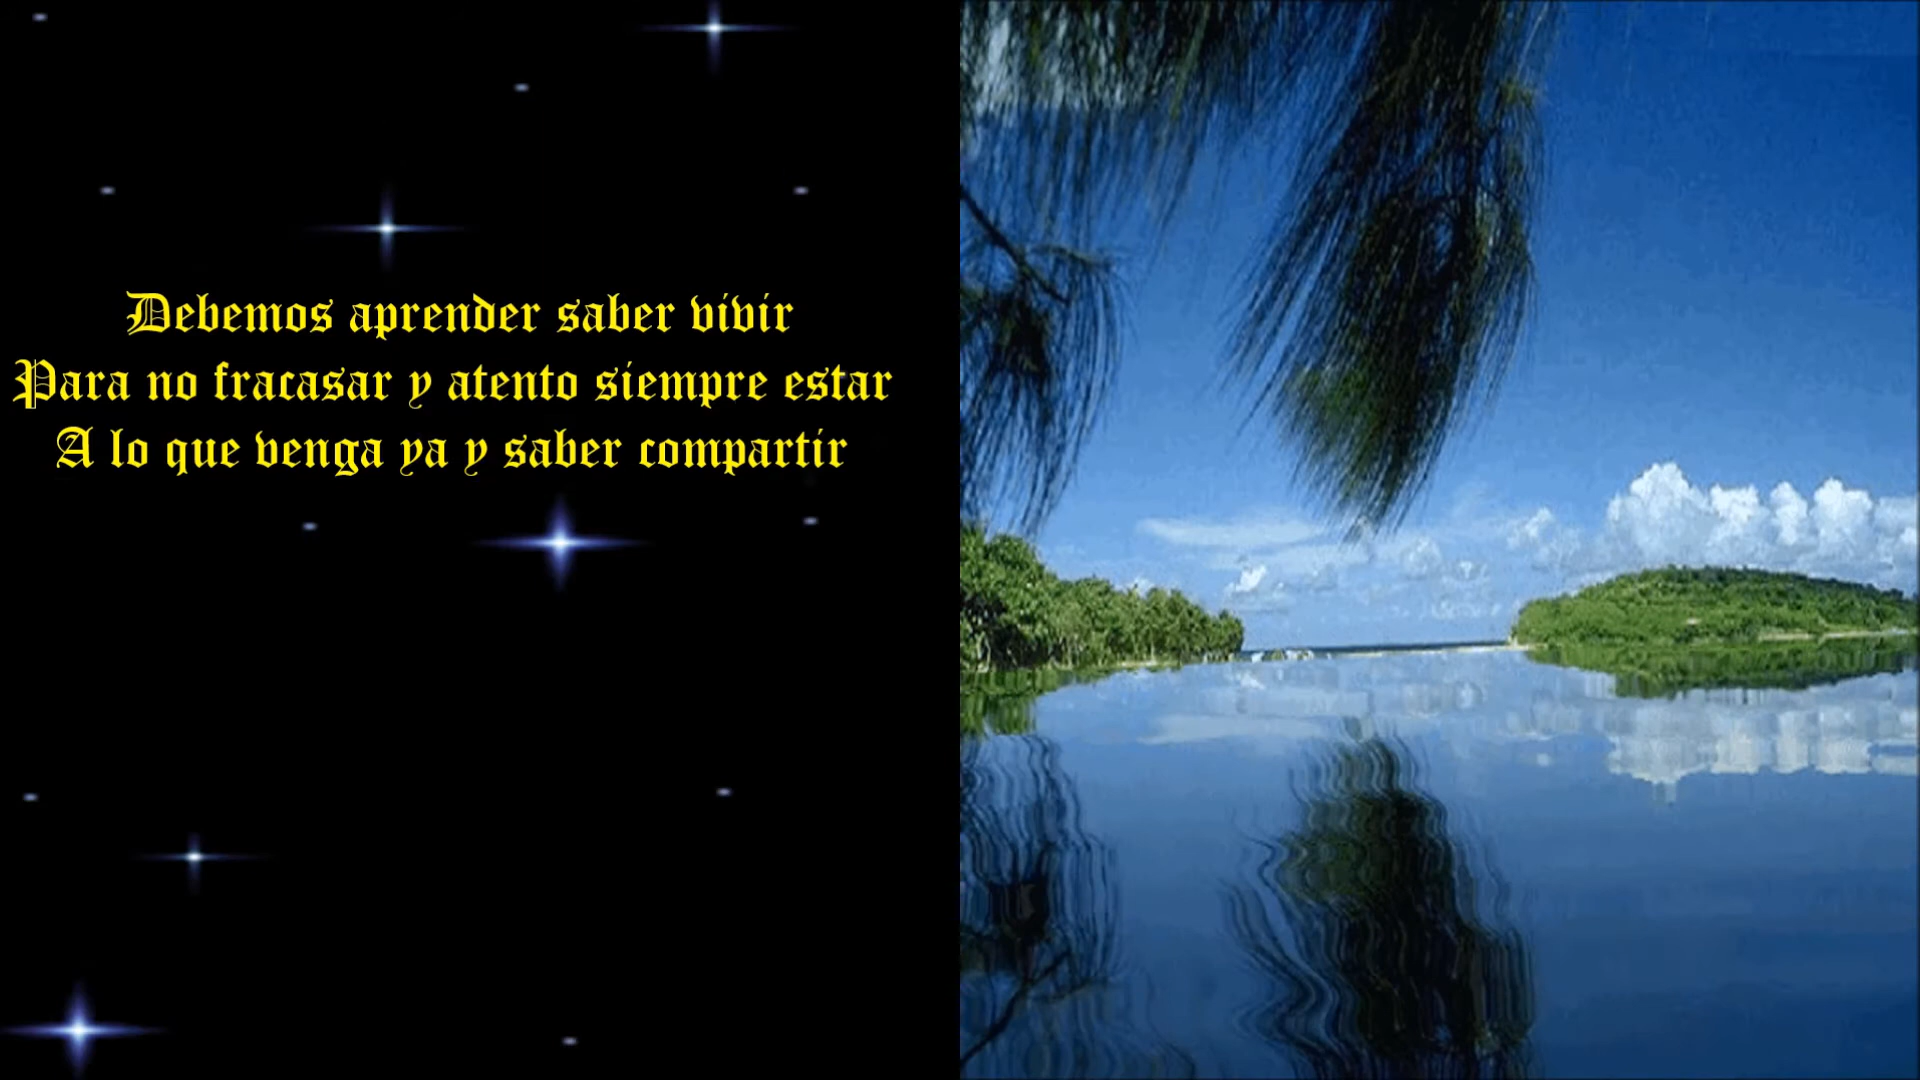 Debemos aprender saber vivir
Para no fracasar y atento siempre estar
A lo que venga ya y saber compartir